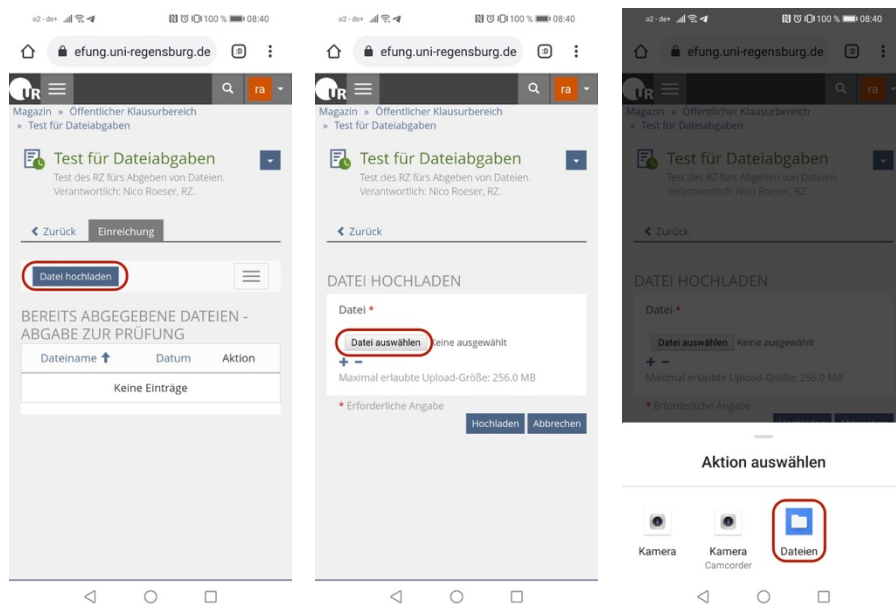 o2-de+ 100 % 08:40
efung.uni-regensburg.de
UR ra
Magazin » Öffentlicher Klausurbereich
» Test für Dateiabgaben
Test für Dateiabgaben
Test des RZ fürs Abgeben von Dateien.
Verantwortlich: Nico Roeser, RZ.
Zurück Einreichung
Datei hochladen
BEREITS ABGEGEBENE DATEIEN -
ABGABE ZUR PRÜFUNG
Dateiname Datum Aktion
Keine Einträge
o2-de+ 100 % 08:40
efung.uni-regensburg.de
UR ra
Magazin » Öffentlicher Klausurbereich
» Test für Dateiabgaben
Test für Dateiabgaben
Test des RZ fürs Abgeben von Dateien.
Verantwortlich: Nico Roeser, RZ.
Zurück
DATEI HOCHLADEN
Datei *
Datei auswählen Keine ausgewählt
+ −
Maximal erlaubte Upload-Größe: 256.0 MB
* Erforderliche Angabe
Hochladen Abbrechen
o2-de+ 100 % 08:40
efung.uni-regensburg.de
UR ra
Magazin » Öffentlicher Klausurbereich
» Test für Dateiabgaben
Test für Dateiabgaben
Test des RZ fürs Abgeben von Dateien.
Verantwortlich: Nico Roeser, RZ.
Zurück
DATEI HOCHLADEN
Datei *
Datei auswählen Keine ausgewählt
+ −
Maximal erlaubte Upload-Größe: 256.0 MB
* Erforderliche Angabe
Aktion auswählen
Kamera Kamera Dateien
Camcorder